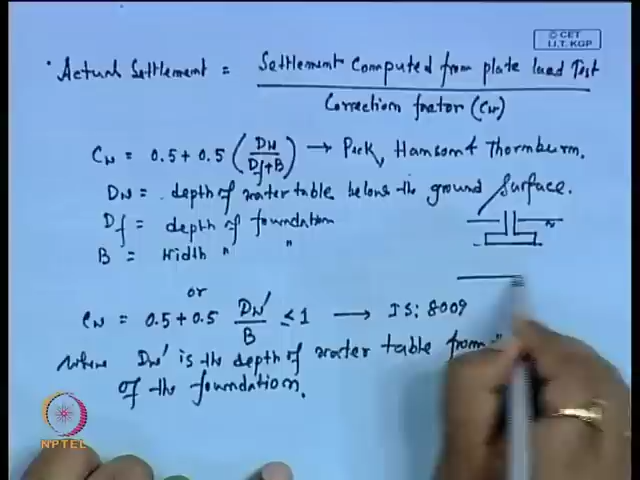 © CET
I.I.T. KGP
• Actual Settlement = Settlement Computed from plate load Test
Correction factor (CW)
CW = 0.5 + 0.5 (DW / Df+B) → Peck, Hanson & Thornburn.
DW = depth of water table below the ground surface.
Df = depth of foundation
B = width " "
or
CW = 0.5 + 0.5 DW' / B ≤ 1 → IS: 8009
where DW' is the depth of water table from
of the foundation.
NPTEL